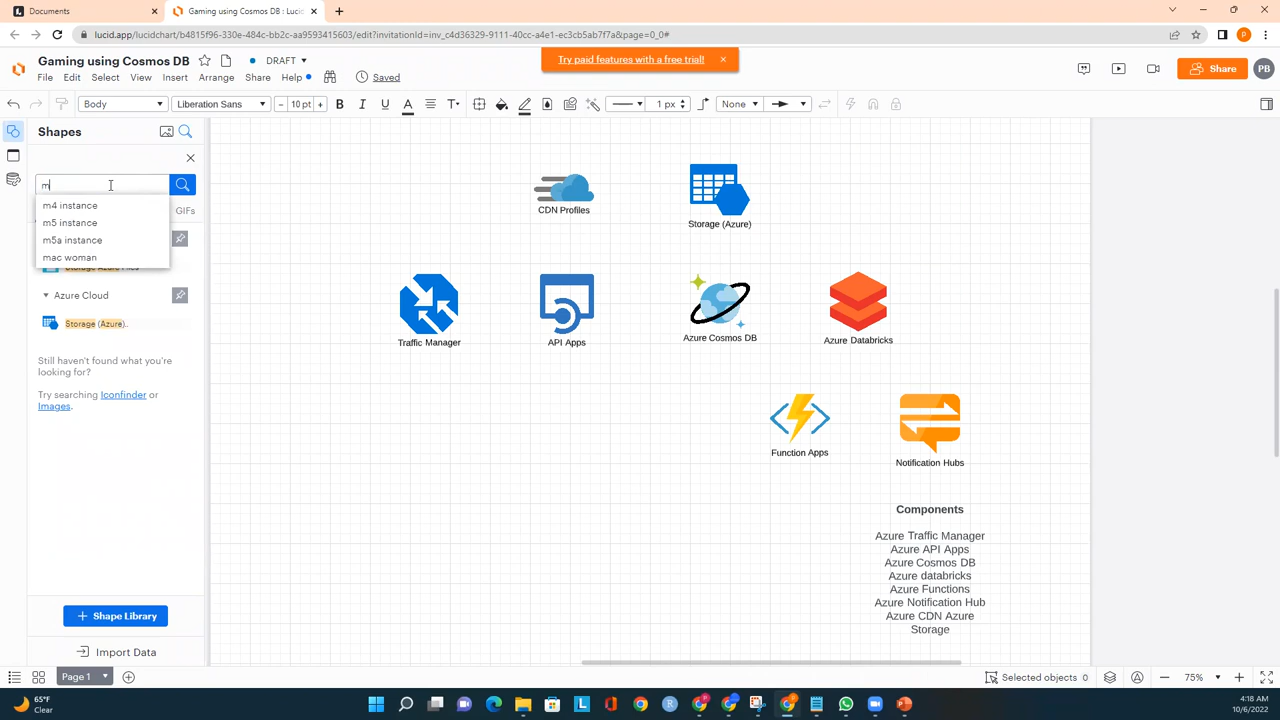 Documents
Gaming using Cosmos DB : Lucid
lucid.app/lucidchart/b4815f96-330e-484c-bb2c-aa9593415603/edit?invitationId=inv_c4d36329-9111-40cc-a4e1-e3cb5ab7f7a&page=0_0#
P
Gaming using Cosmos DB
DRAFT
Try paid features with a free trial!
Share
PB
File Edit Select View Insert Arrange Share Help Saved
Body
Liberation Sans
10 pt
B I U A T
1 px
None
Shapes
m
m4 instance
m5 instance
m5a instance
mac woman
GIFs
Azure Cloud
Storage (Azure)..
Still haven't found what you're
looking for?
Try searching Iconfinder or
Images.
+ Shape Library
Import Data
CDN Profiles
Storage (Azure)
Traffic Manager
API Apps
Azure Cosmos DB
Azure Databricks
Function Apps
Notification Hubs
Components
Azure Traffic Manager
Azure API Apps
Azure Cosmos DB
Azure databricks
Azure Functions
Azure Notification Hub
Azure CDN Azure
Storage
Page 1
Selected objects 0
75%
65°F
Clear
4:18 AM
10/6/2022